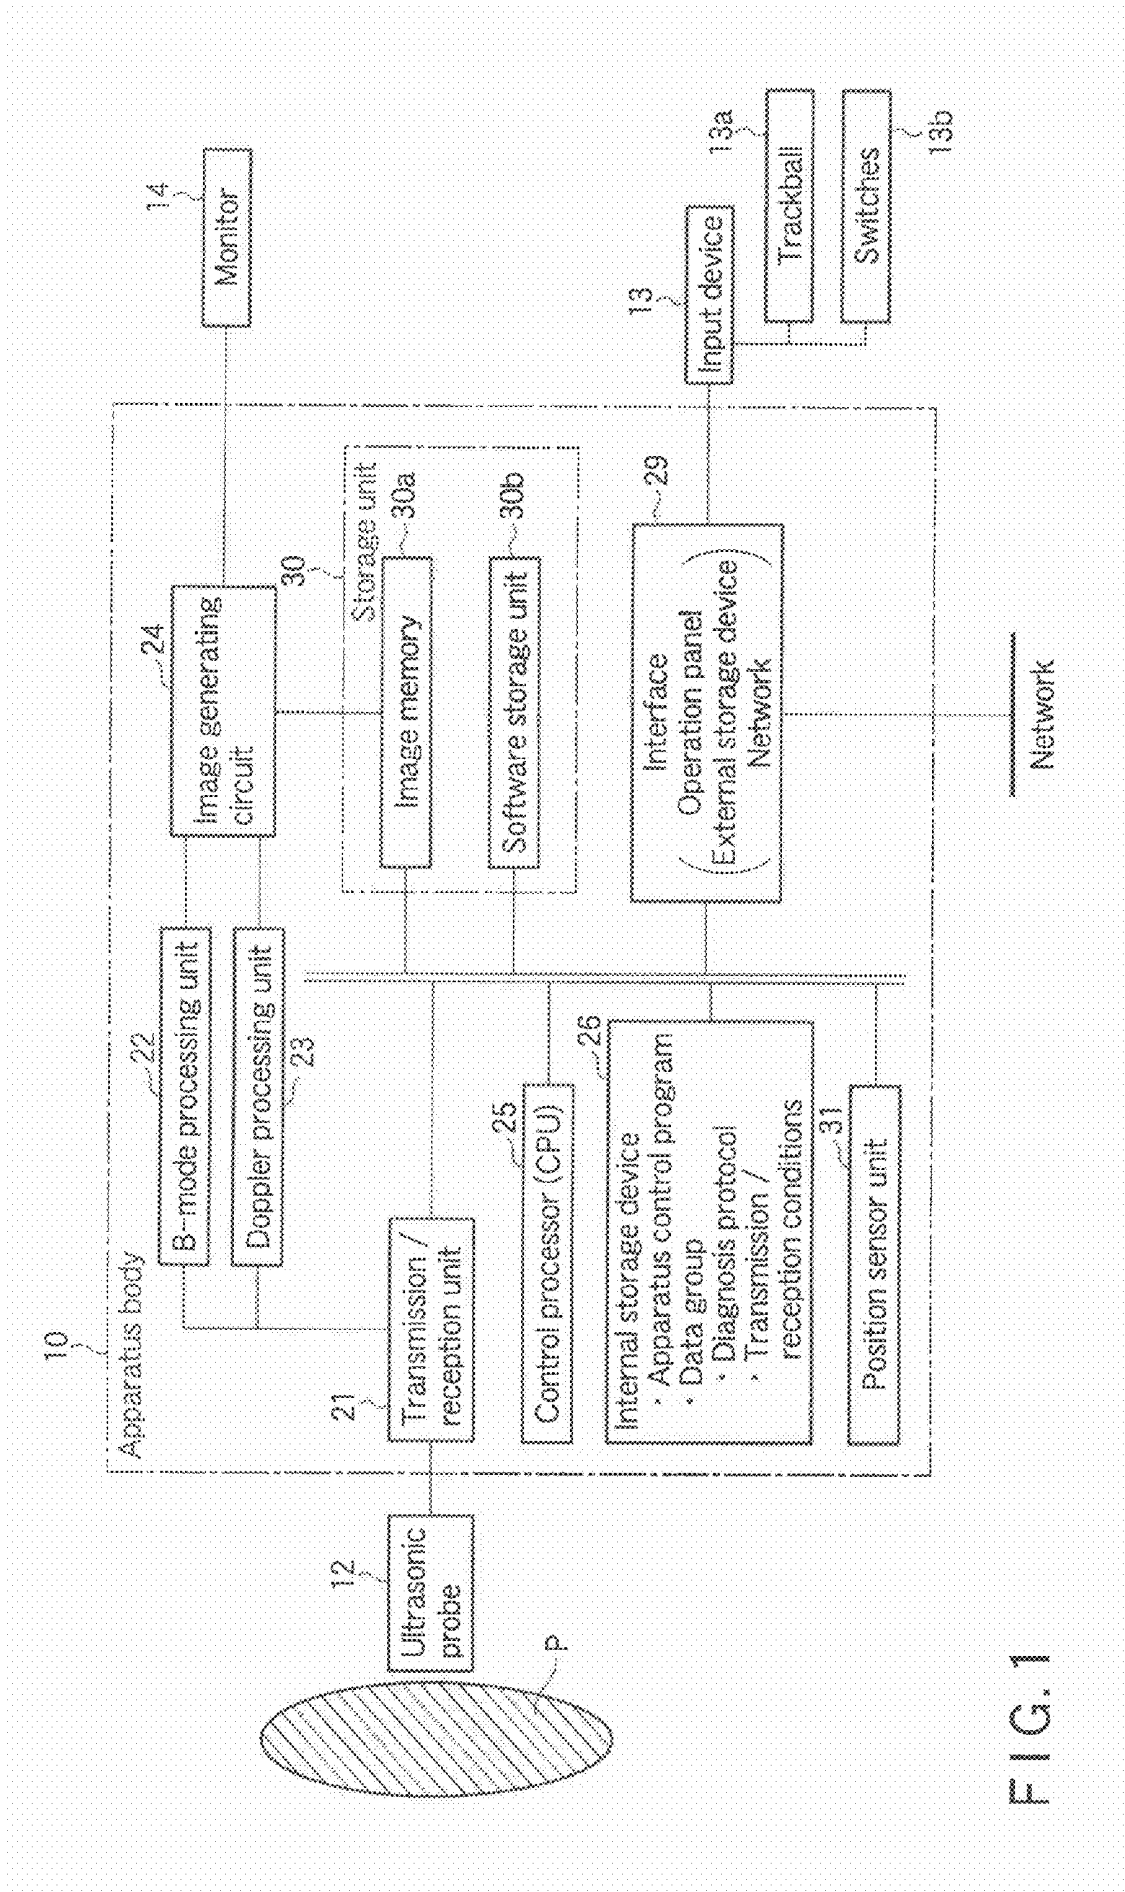 10
Apparatus body
12
Ultrasonic
probe
P
21
Transmission /
reception unit
22
B-mode processing unit
Doppler processing unit
23
24
Image generating
circuit
14
Monitor
30
Storage unit
30a
Image memory
30b
Software storage unit
25
Control processor (CPU)
26
Internal storage device
・Apparatus control program
・Data group
・Diagnosis protocol
・Transmission /
reception conditions
31
Position sensor unit
29
Interface
Operation panel
(External storage device)
Network
13
Input device
13a
Trackball
Switches
13b
Network
FIG. 1